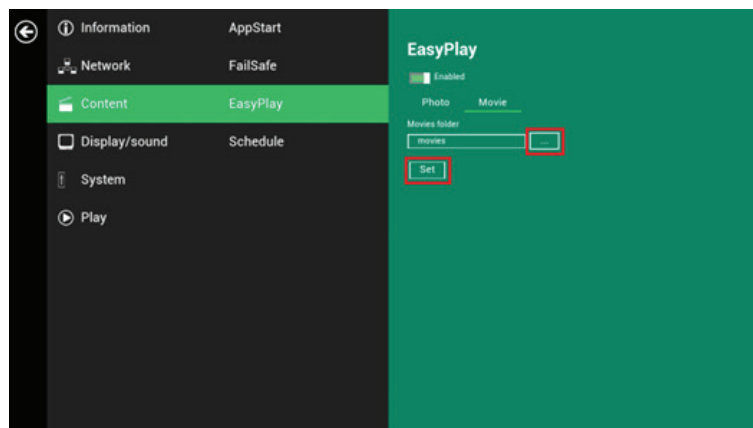 Information
Network
Content
Display/sound
System
Play
AppStart
FailSafe
EasyPlay
Schedule
EasyPlay
Enabled
Photo Movie
Movies folder
movies ...
Set